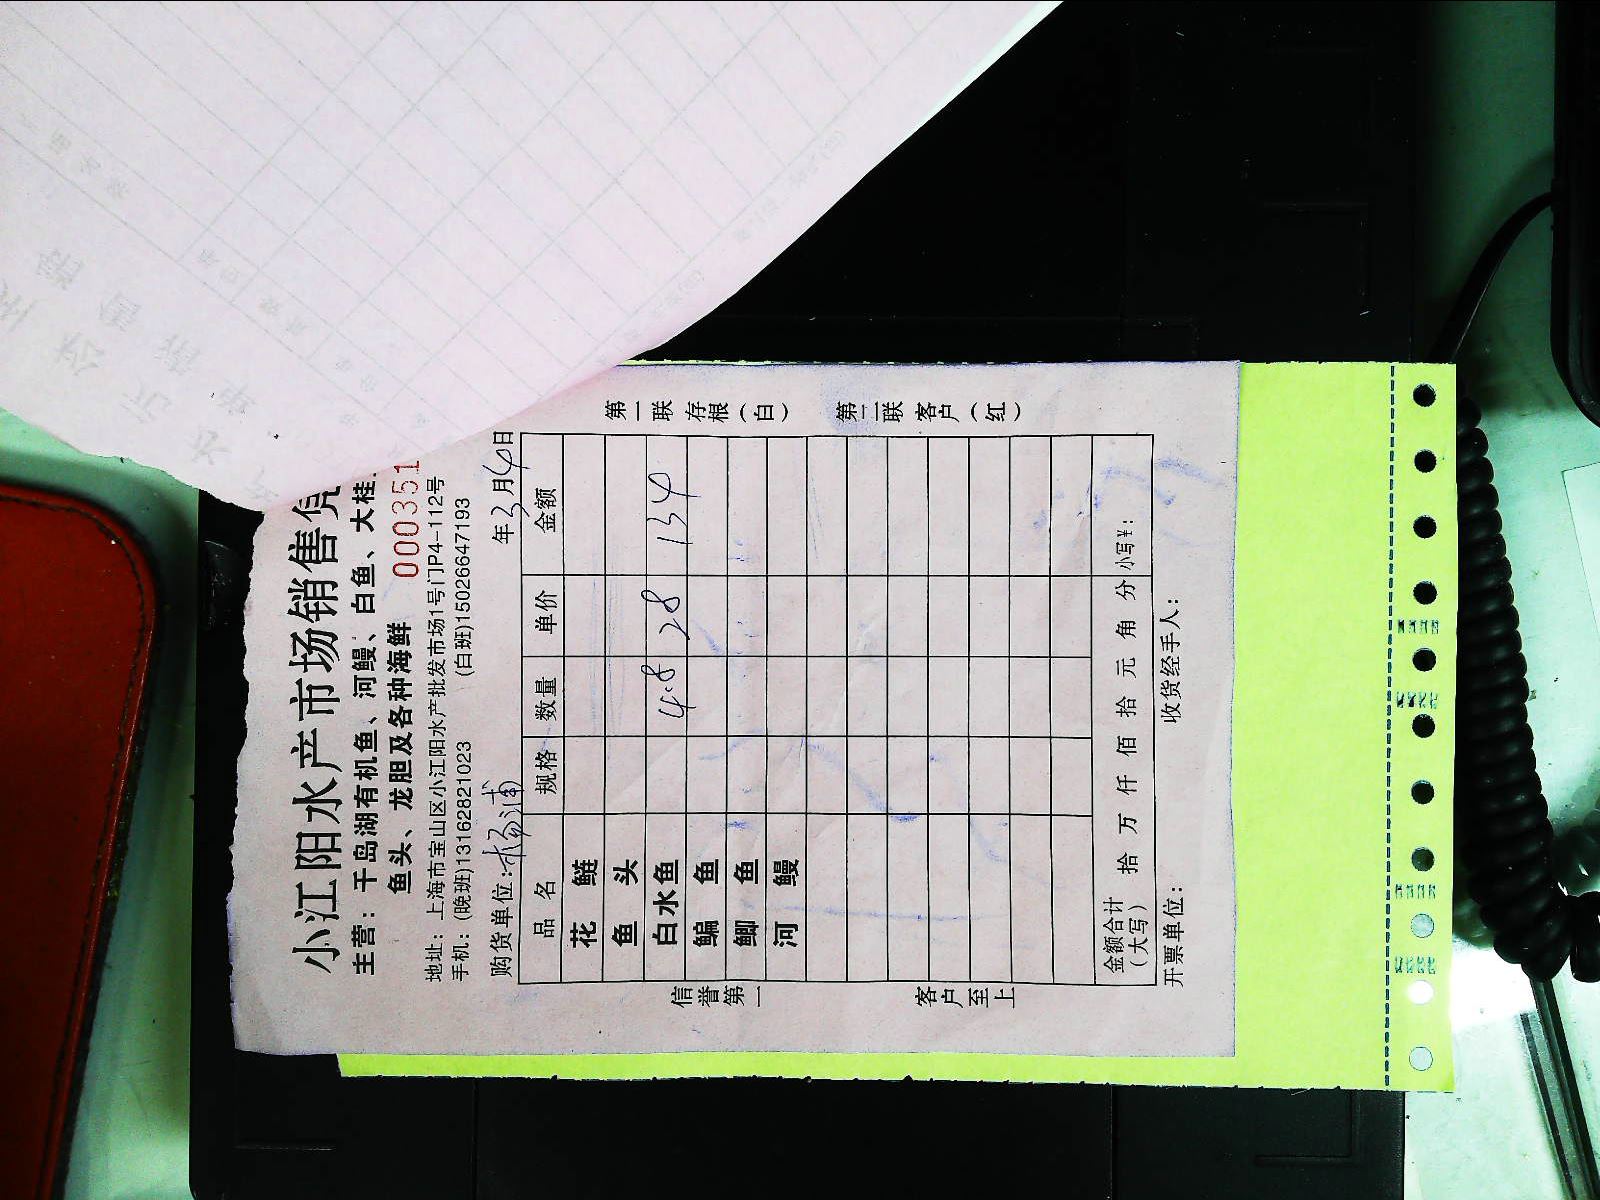 小江阳水产市场销售凭
主营：千岛湖有机鱼、河鳗、白鱼、大桂
鱼头、龙胆及各种海鲜 000351
地址：上海市宝山区小江阳水产批发市场1号门P4-112号
手机：(晚班)13162821023 (白班)15026647193
购货单位:杨浦 年3月4日
品名 规格 数量 单价 金额
花鲢
鱼头
白水鱼 4.8 28 134
鳊鱼
鲫鱼
河鳗
金额合计（大写） 拾 万 仟 佰 拾 元 角 分 小写¥：
开票单位： 收货经手人：
信誉第一 客户至上
第一联存根（白） 第二联客户（红）